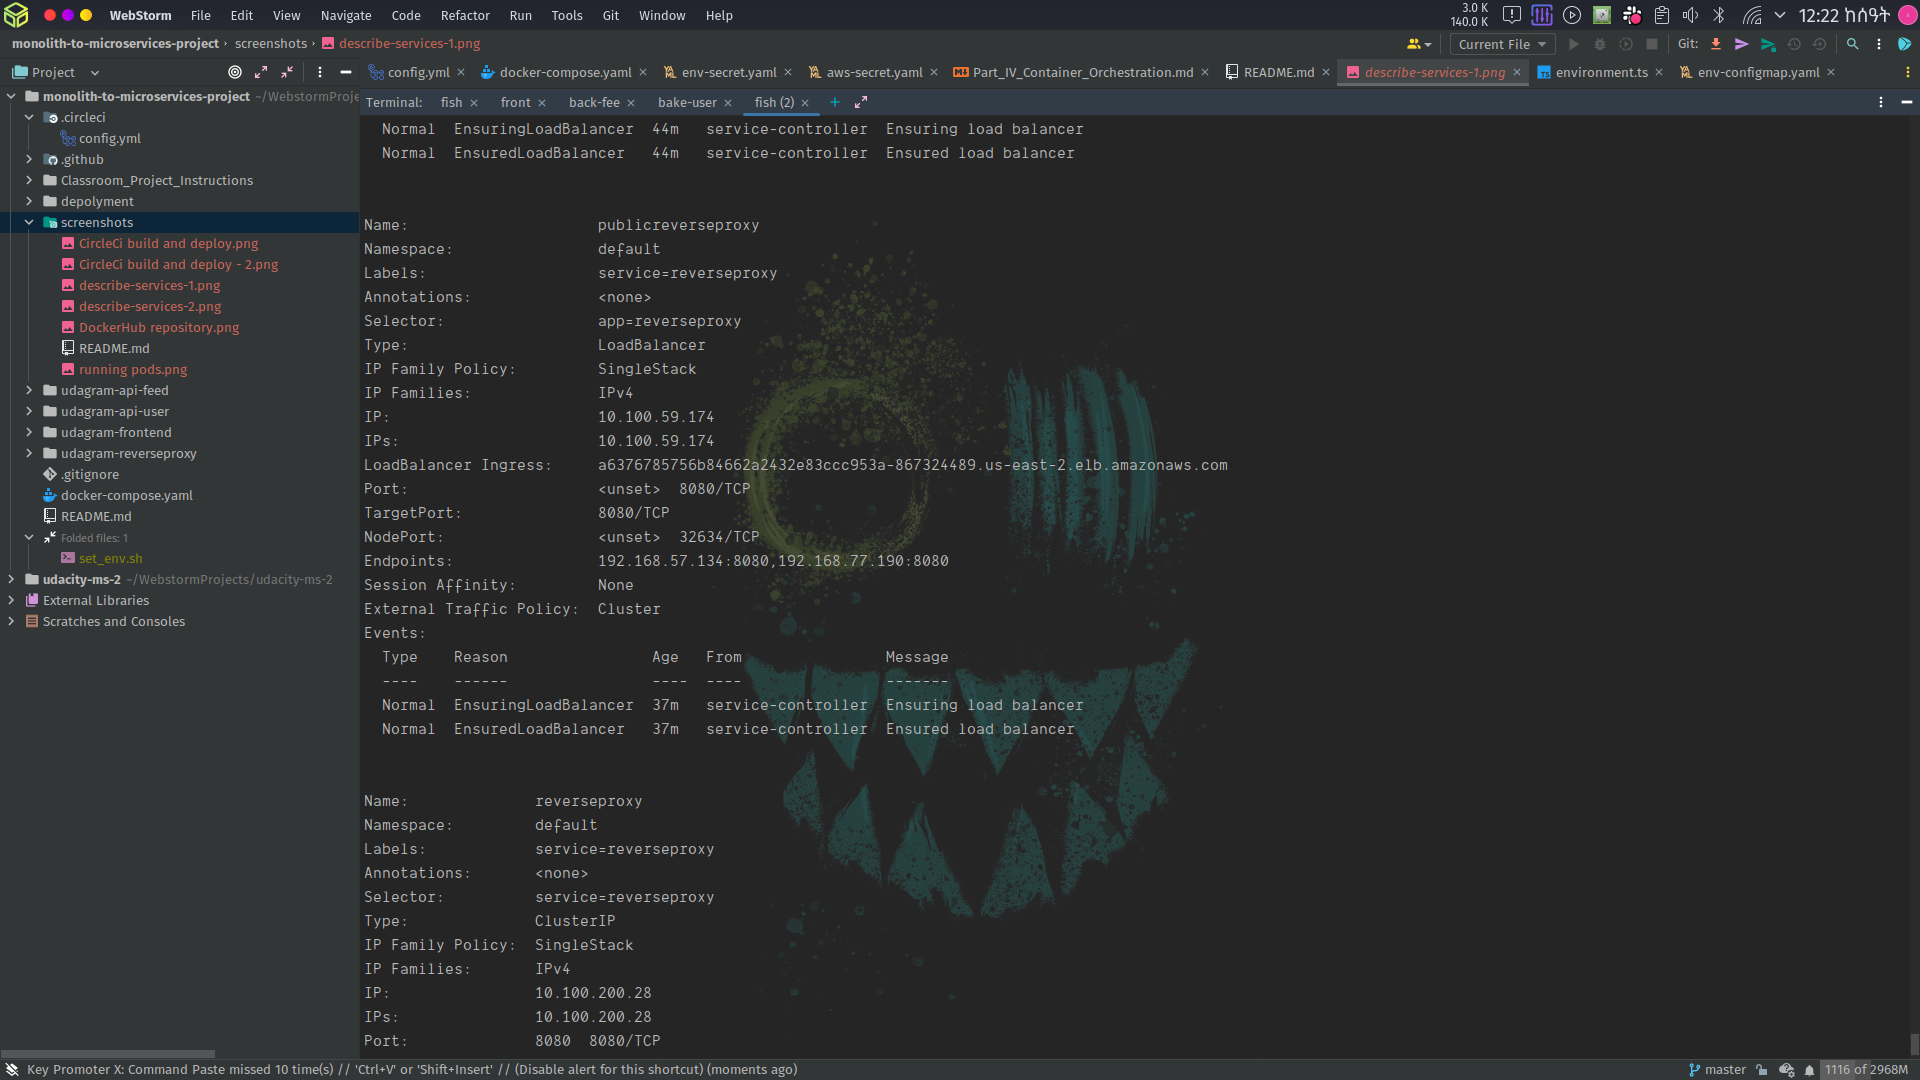 WebStorm File Edit View Navigate Code Refactor Run Tools Git Window Help
3.0 K
140.0 K
12:22 ከሰዓት
monolith-to-microservices-project › screenshots › describe-services-1.png
Current File
Git:
Project
config.yml docker-compose.yaml env-secret.yaml aws-secret.yaml Part_IV_Container_Orchestration.md README.md describe-services-1.png environment.ts env-configmap.yaml
monolith-to-microservices-project ~/WebstormProje
.circleci
config.yml
.github
Classroom_Project_Instructions
depolyment
screenshots
CircleCi build and deploy.png
CircleCi build and deploy - 2.png
describe-services-1.png
describe-services-2.png
DockerHub repository.png
README.md
running pods.png
udagram-api-feed
udagram-api-user
udagram-frontend
udagram-reverseproxy
.gitignore
docker-compose.yaml
README.md
Folded files: 1
set_env.sh
udacity-ms-2 ~/WebstormProjects/udacity-ms-2
External Libraries
Scratches and Consoles
Terminal: fish front back-fee bake-user fish (2)
Normal EnsuringLoadBalancer 44m service-controller Ensuring load balancer
Normal EnsuredLoadBalancer 44m service-controller Ensured load balancer
Name: publicreverseproxy
Namespace: default
Labels: service=reverseproxy
Annotations: <none>
Selector: app=reverseproxy
Type: LoadBalancer
IP Family Policy: SingleStack
IP Families: IPv4
IP: 10.100.59.174
IPs: 10.100.59.174
LoadBalancer Ingress: a6376785756b84662a2432e83ccc953a-867324489.us-east-2.elb.amazonaws.com
Port: <unset> 8080/TCP
TargetPort: 8080/TCP
NodePort: <unset> 32634/TCP
Endpoints: 192.168.57.134:8080,192.168.77.190:8080
Session Affinity: None
External Traffic Policy: Cluster
Events:
Type Reason Age From Message
---- ------ ---- ---- -------
Normal EnsuringLoadBalancer 37m service-controller Ensuring load balancer
Normal EnsuredLoadBalancer 37m service-controller Ensured load balancer
Name: reverseproxy
Namespace: default
Labels: service=reverseproxy
Annotations: <none>
Selector: service=reverseproxy
Type: ClusterIP
IP Family Policy: SingleStack
IP Families: IPv4
IP: 10.100.200.28
IPs: 10.100.200.28
Port: 8080 8080/TCP
Key Promoter X: Command Paste missed 10 time(s) // 'Ctrl+V' or 'Shift+Insert' // (Disable alert for this shortcut) (moments ago)
master
1116 of 2968M